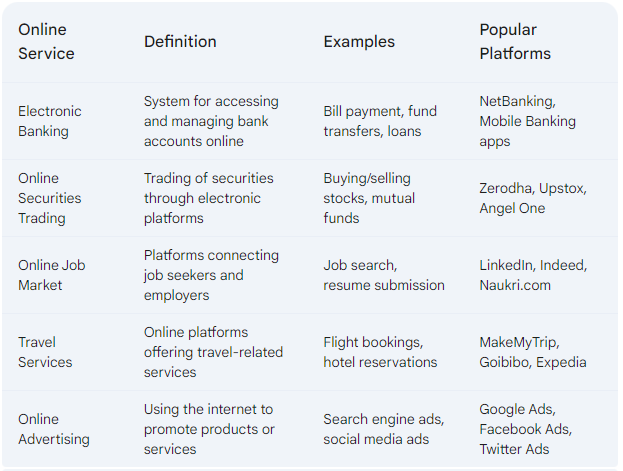 Online
Service
Definition
Examples
Popular
Platforms
Electronic
Banking
System for accessing
and managing bank
accounts online
Bill payment, fund
transfers, loans
NetBanking,
Mobile Banking
apps
Online
Securities
Trading
Trading of securities
through electronic
platforms
Buying/selling
stocks, mutual
funds
Zerodha, Upstox,
Angel One
Online Job
Market
Platforms connecting
job seekers and
employers
Job search,
resume submission
LinkedIn, Indeed,
Naukri.com
Travel
Services
Online platforms
offering travel-related
services
Flight bookings,
hotel reservations
MakeMyTrip,
Goibibo, Expedia
Online
Advertising
Using the internet to
promote products or
services
Search engine ads,
social media ads
Google Ads,
Facebook Ads,
Twitter Ads